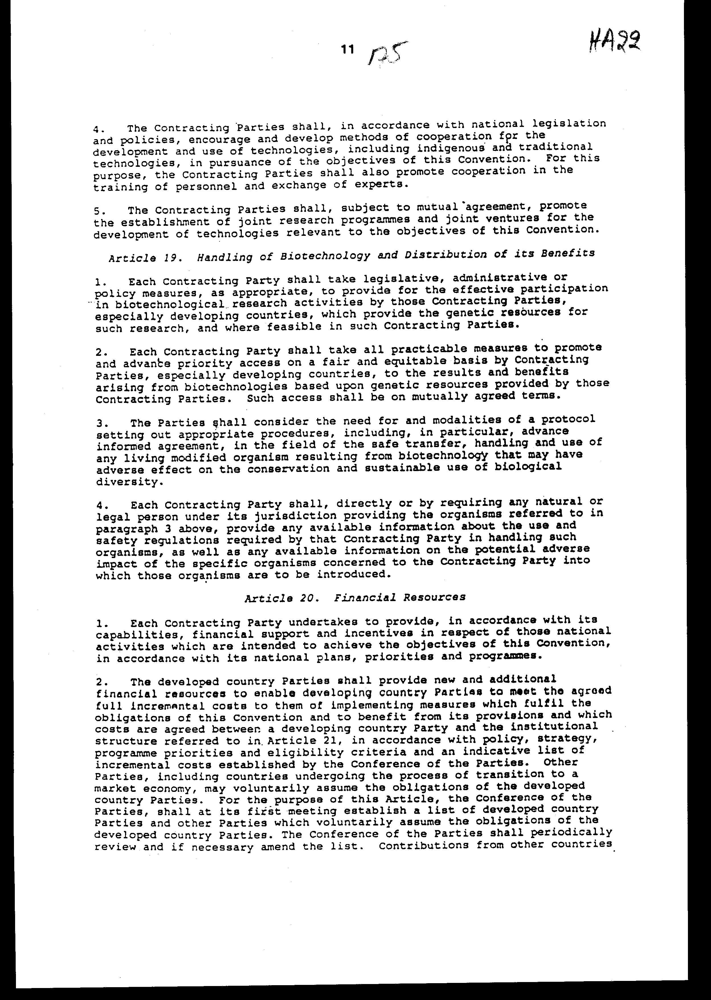 HA22
11 175
4. The Contracting Parties shall, in accordance with national legislation
and policies, encourage and develop methods of cooperation for the
development and use of technologies, including indigenous and traditional
technologies, in pursuance of the objectives of this Convention. For this
purpose, the Contracting Parties shall also promote cooperation in the
training of personnel and exchange of experts.
5. The Contracting Parties shall, subject to mutual agreement, promote
the establishment of joint research programmes and joint ventures for the
development of technologies relevant to the objectives of this Convention.
Article 19. Handling of Biotechnology and Distribution of its Benefits
1. Each Contracting Party shall take legislative, administrative or
policy measures, as appropriate, to provide for the effective participation
in biotechnological research activities by those Contracting Parties,
especially developing countries, which provide the genetic resources for
such research, and where feasible in such Contracting Parties.
2. Each Contracting Party shall take all practicable measures to promote
and advance priority access on a fair and equitable basis by Contracting
Parties, especially developing countries, to the results and benefits
arising from biotechnologies based upon genetic resources provided by those
Contracting Parties. Such access shall be on mutually agreed terms.
3. The Parties shall consider the need for and modalities of a protocol
setting out appropriate procedures, including, in particular, advance
informed agreement, in the field of the safe transfer, handling and use of
any living modified organism resulting from biotechnology that may have
adverse effect on the conservation and sustainable use of biological
diversity.
4. Each Contracting Party shall, directly or by requiring any natural or
legal person under its jurisdiction providing the organisms referred to in
paragraph 3 above, provide any available information about the use and
safety regulations required by that Contracting Party in handling such
organisms, as well as any available information on the potential adverse
impact of the specific organisms concerned to the Contracting Party into
which those organisms are to be introduced.
Article 20. Financial Resources
1. Each Contracting Party undertakes to provide, in accordance with its
capabilities, financial support and incentives in respect of those national
activities which are intended to achieve the objectives of this Convention,
in accordance with its national plans, priorities and programmes.
2. The developed country Parties shall provide new and additional
financial resources to enable developing country Parties to meet the agreed
full incremental costs to them of implementing measures which fulfil the
obligations of this Convention and to benefit from its provisions and which
costs are agreed between a developing country Party and the institutional
structure referred to in Article 21, in accordance with policy, strategy,
programme priorities and eligibility criteria and an indicative list of
incremental costs established by the Conference of the Parties. Other
Parties, including countries undergoing the process of transition to a
market economy, may voluntarily assume the obligations of the developed
country Parties. For the purpose of this Article, the Conference of the
Parties, shall at its first meeting establish a list of developed country
Parties and other Parties which voluntarily assume the obligations of the
developed country Parties. The Conference of the Parties shall periodically
review and if necessary amend the list. Contributions from other countries